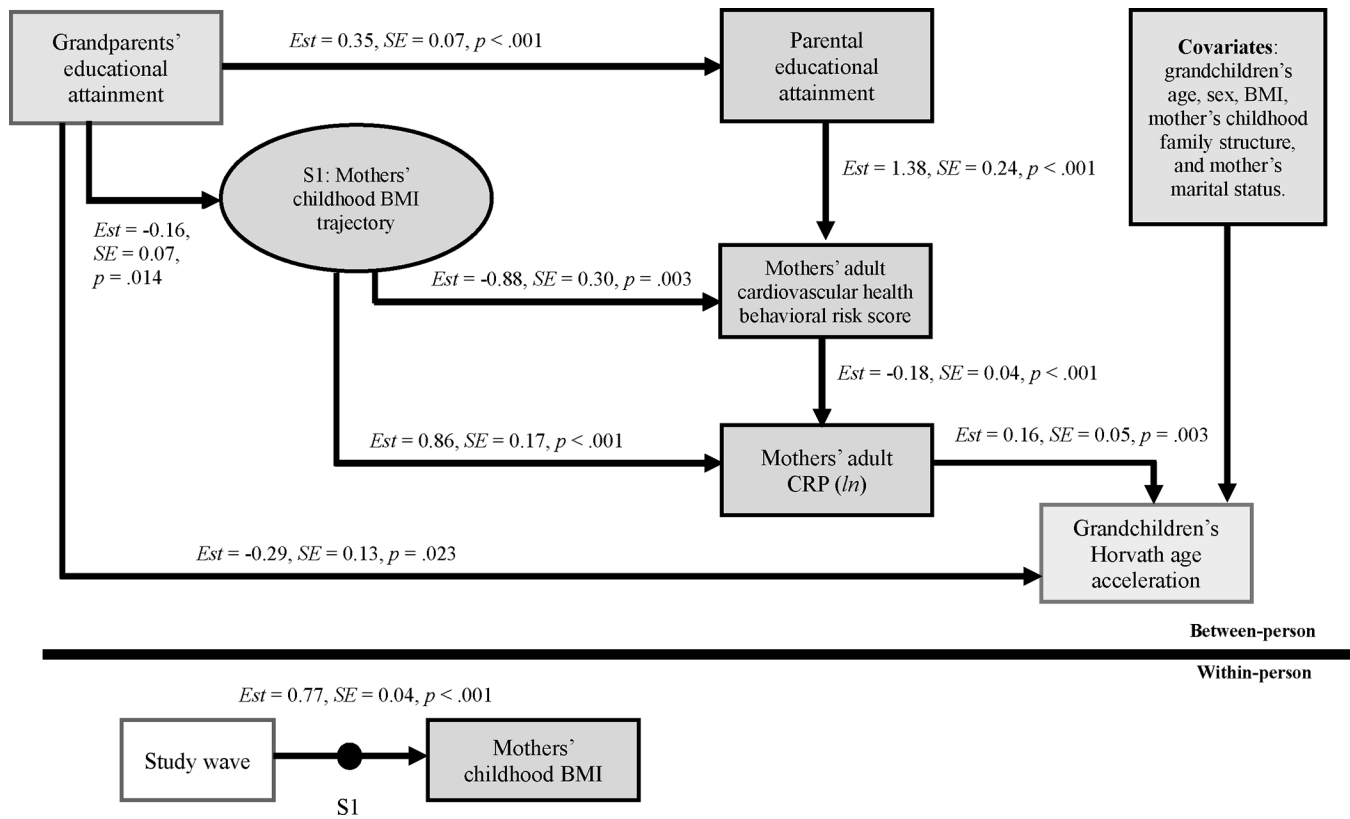 Grandparents'
educational
attainment
Est = 0.35, SE = 0.07, p < .001
Parental
educational
attainment
Covariates:
grandchildren's
age, sex, BMI,
mother's childhood
family structure,
and mother's
marital status.
S1: Mothers'
childhood BMI
trajectory
Est = 1.38, SE = 0.24, p < .001
Est = -0.16,
SE = 0.07,
p = .014
Est = -0.88, SE = 0.30, p = .003
Mothers' adult
cardiovascular health
behavioral risk score
Est = -0.18, SE = 0.04, p < .001
Est = 0.86, SE = 0.17, p < .001
Mothers' adult
CRP (ln)
Est = 0.16, SE = 0.05, p = .003
Grandchildren's
Horvath age
acceleration
Est = -0.29, SE = 0.13, p = .023
Between-person
Within-person
Est = 0.77, SE = 0.04, p < .001
Study wave
S1
Mothers'
childhood BMI